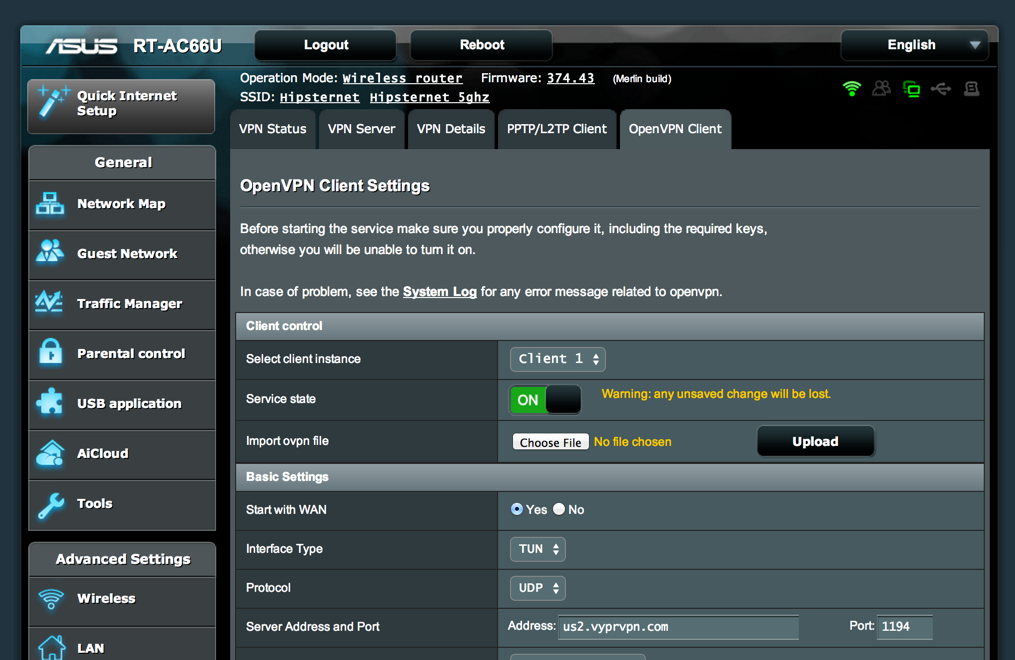 ASUS RT-AC66U Logout Reboot English
Operation Mode: Wireless router Firmware: 374.43 (Merlin build)
SSID: Hipsternet Hipsternet 5ghz
Quick Internet
Setup
General
Network Map
Guest Network
Traffic Manager
Parental control
USB application
AiCloud
Tools
Advanced Settings
Wireless
LAN
VPN Status VPN Server VPN Details PPTP/L2TP Client OpenVPN Client
OpenVPN Client Settings
Before starting the service make sure you properly configure it, including the required keys,
otherwise you will be unable to turn it on.
In case of problem, see the System Log for any error message related to openvpn.
Client control
Select client instance Client 1
Service state ON Warning: any unsaved change will be lost.
Import ovpn file Choose File No file chosen Upload
Basic Settings
Start with WAN Yes No
Interface Type TUN
Protocol UDP
Server Address and Port Address: us2.vyprvpn.com Port: 1194